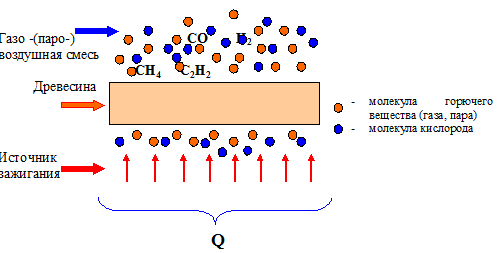 Газо -(паро-)
воздушная смесь
CO H2
CH4 C2H2
Древесина
- молекула горючего
вещества (газа, пара)
- молекула кислорода
Источник
зажигания
Q